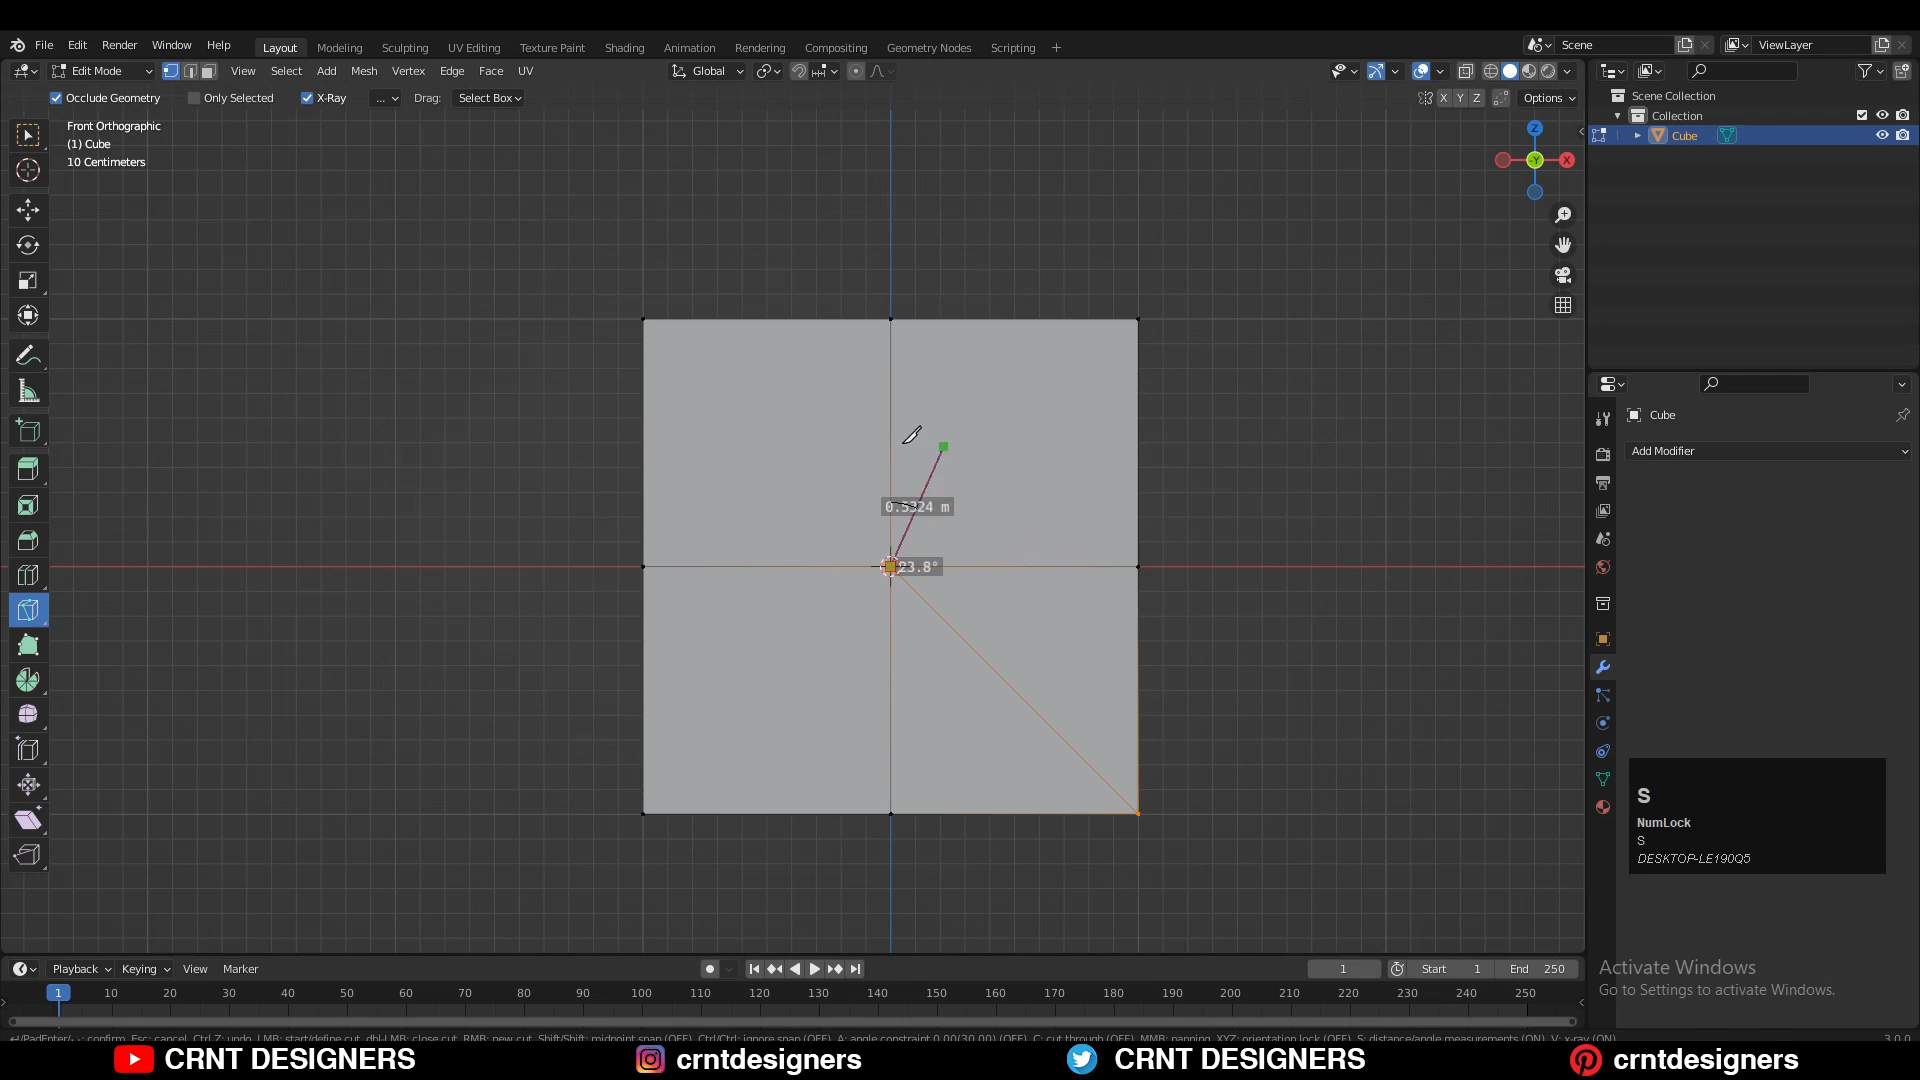 File Edit Render Window Help Layout Modeling Sculpting UV Editing Texture Paint Shading Animation Rendering Compositing Geometry Nodes Scripting + Scene ViewLayer
Edit Mode View Select Add Mesh Vertex Edge Face UV Global
Occlude Geometry Only Selected X-Ray ... Drag: Select Box X Y Z Options
Front Orthographic
(1) Cube
10 Centimeters
Z
Y
X
0.5324 m
23.8°
Scene Collection
Collection
Cube
Cube
Add Modifier
S
NumLock
S
DESKTOP-LE190Q5
Activate Windows
Go to Settings to activate Windows.
Playback Keying View Marker 1 Start 1 End 250
1 10 20 30 40 50 60 70 80 90 100 110 120 130 140 150 160 170 180 190 200 210 220 230 240 250
CRNT DESIGNERS crntdesigners CRNT DESIGNERS crntdesigners